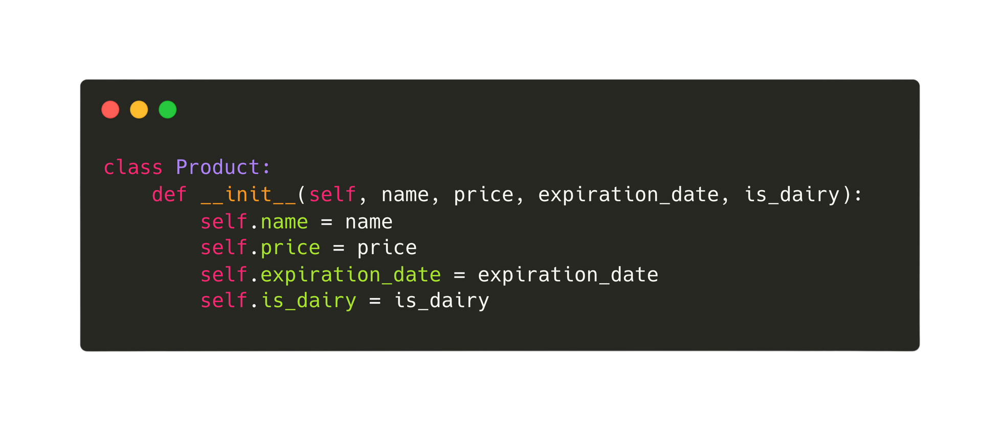 class Product:
    def __init__(self, name, price, expiration_date, is_dairy):
        self.name = name
        self.price = price
        self.expiration_date = expiration_date
        self.is_dairy = is_dairy